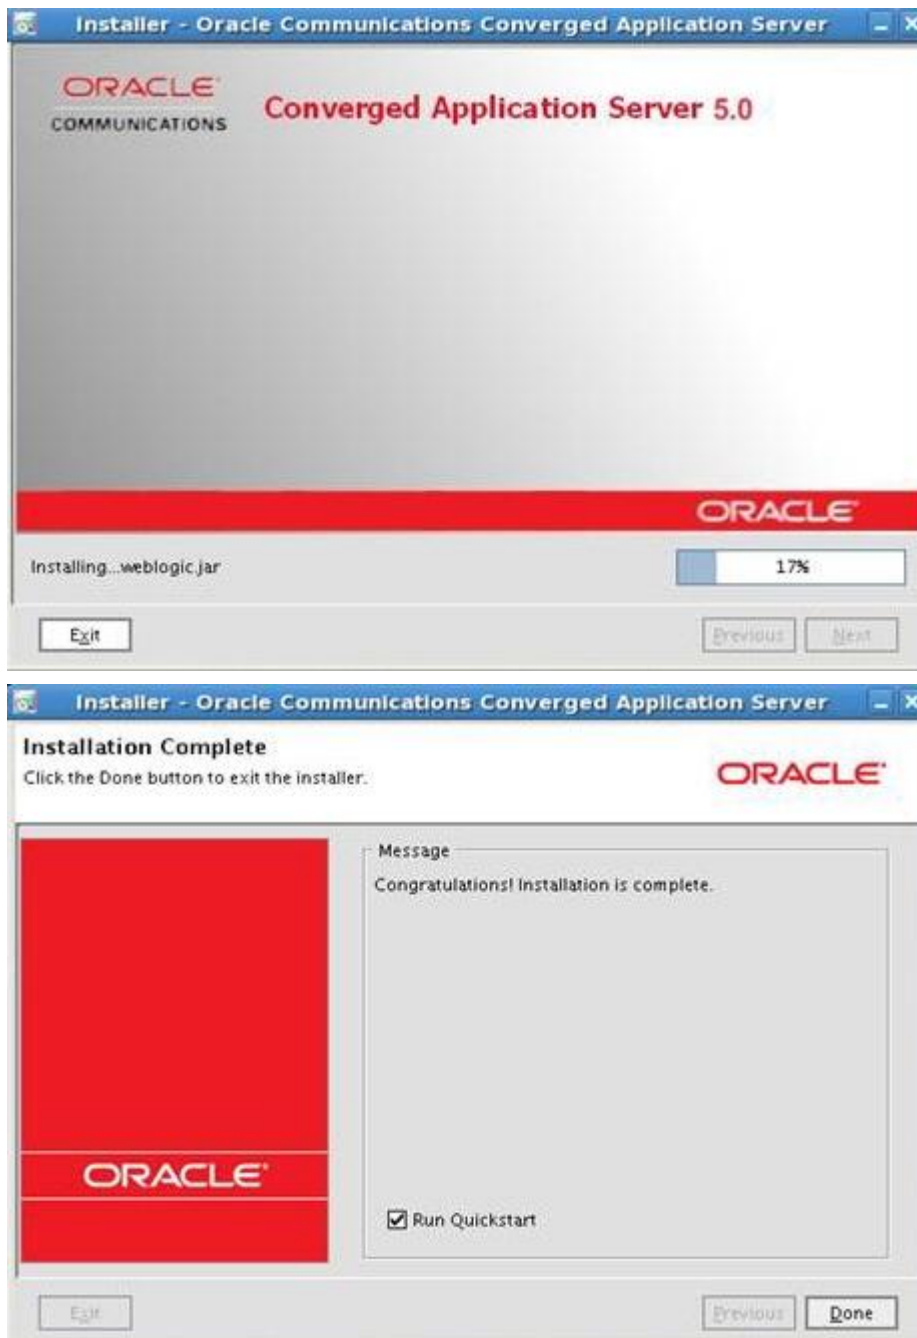 Installer - Oracle Communications Converged Application Server
ORACLE
COMMUNICATIONS
Converged Application Server 5.0
ORACLE
Installing...weblogic.jar
17%
Exit
Previous
Next
Installer - Oracle Communications Converged Application Server
Installation Complete
Click the Done button to exit the installer.
ORACLE
Message
Congratulations! Installation is complete.
ORACLE
Run Quickstart
Exit
Previous
Done